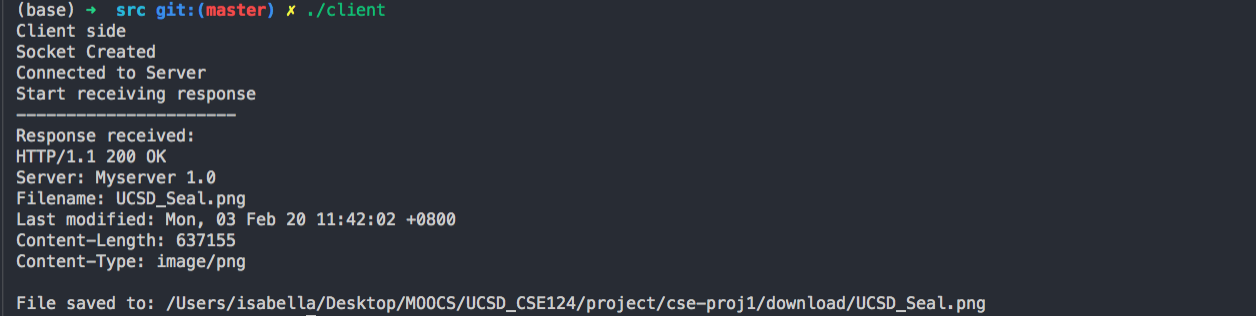 (base) ➜ src git:(master) ✗ ./client
Client side
Socket Created
Connected to Server
Start receiving response
----------------------
Response received:
HTTP/1.1 200 OK
Server: Myserver 1.0
Filename: UCSD_Seal.png
Last modified: Mon, 03 Feb 20 11:42:02 +0800
Content-Length: 637155
Content-Type: image/png
File saved to: /Users/isabella/Desktop/MOOCS/UCSD_CSE124/project/cse-proj1/download/UCSD_Seal.png